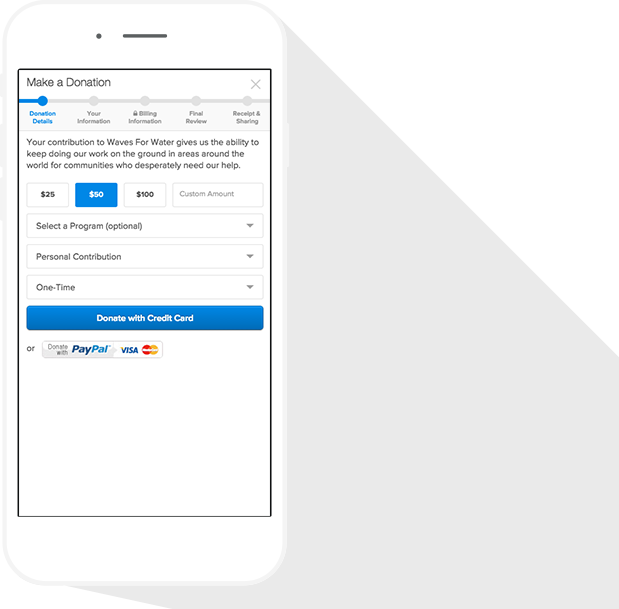 Make a Donation
Donation Details
Your Information
Billing Information
Final Review
Receipt & Sharing
Your contribution to Waves For Water gives us the ability to
keep doing our work on the ground in areas around the
world for communities who desperately need our help.
$25 $50 $100 Custom Amount
Select a Program (optional)
Personal Contribution
One-Time
Donate with Credit Card
or Donate with PayPal VISA MasterCard